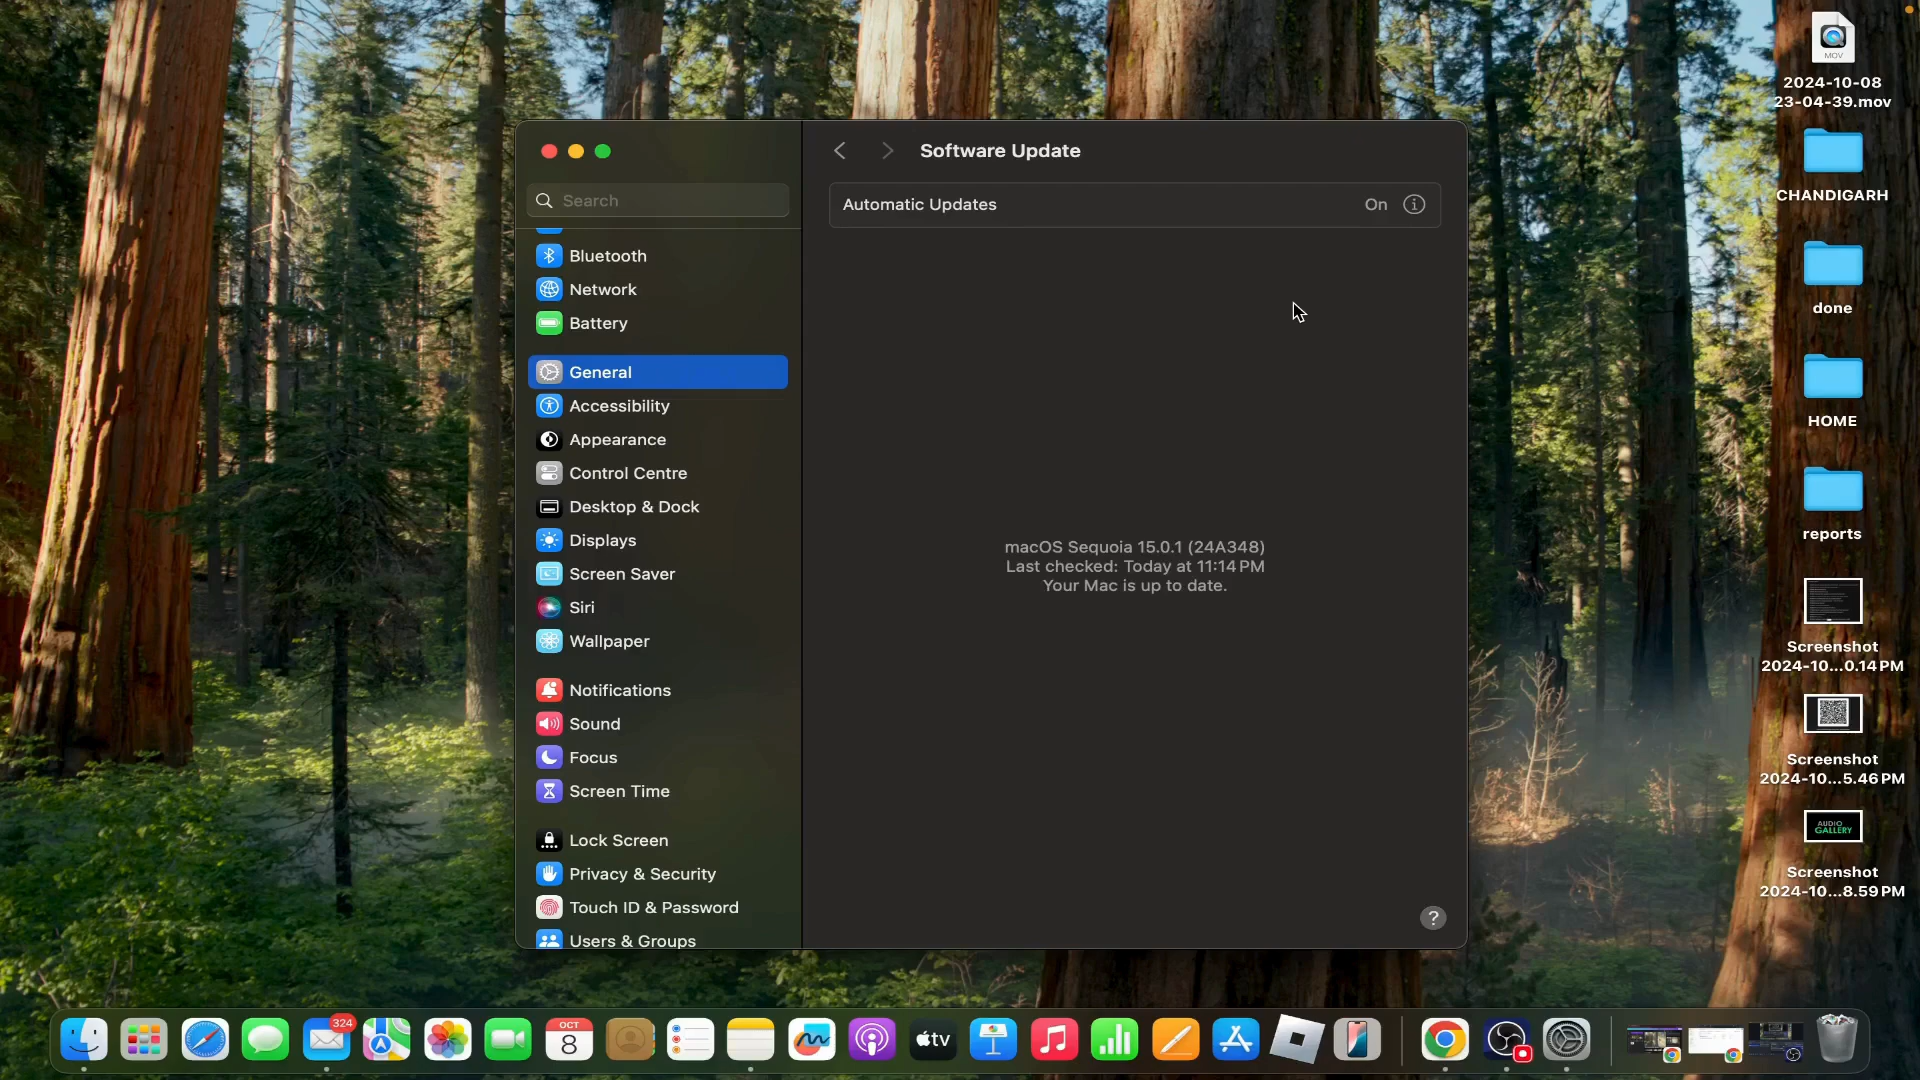 Software Update
Search
Automatic Updates
On
Bluetooth
Network
Battery
General
Accessibility
Appearance
Control Centre
Desktop & Dock
Displays
Screen Saver
Siri
Wallpaper
Notifications
Sound
Focus
Screen Time
Lock Screen
Privacy & Security
Touch ID & Password
Users & Groups
macOS Sequoia 15.0.1 (24A348)
Last checked: Today at 11:14 PM
Your Mac is up to date.
?
MOV
2024-10-08
23-04-39.mov
CHANDIGARH
done
HOME
reports
Screenshot
2024-10...0.14 PM
Screenshot
2024-10...5.46 PM
AUDIO
GALLERY
Screenshot
2024-10...8.59 PM
324
OCT
8
tv